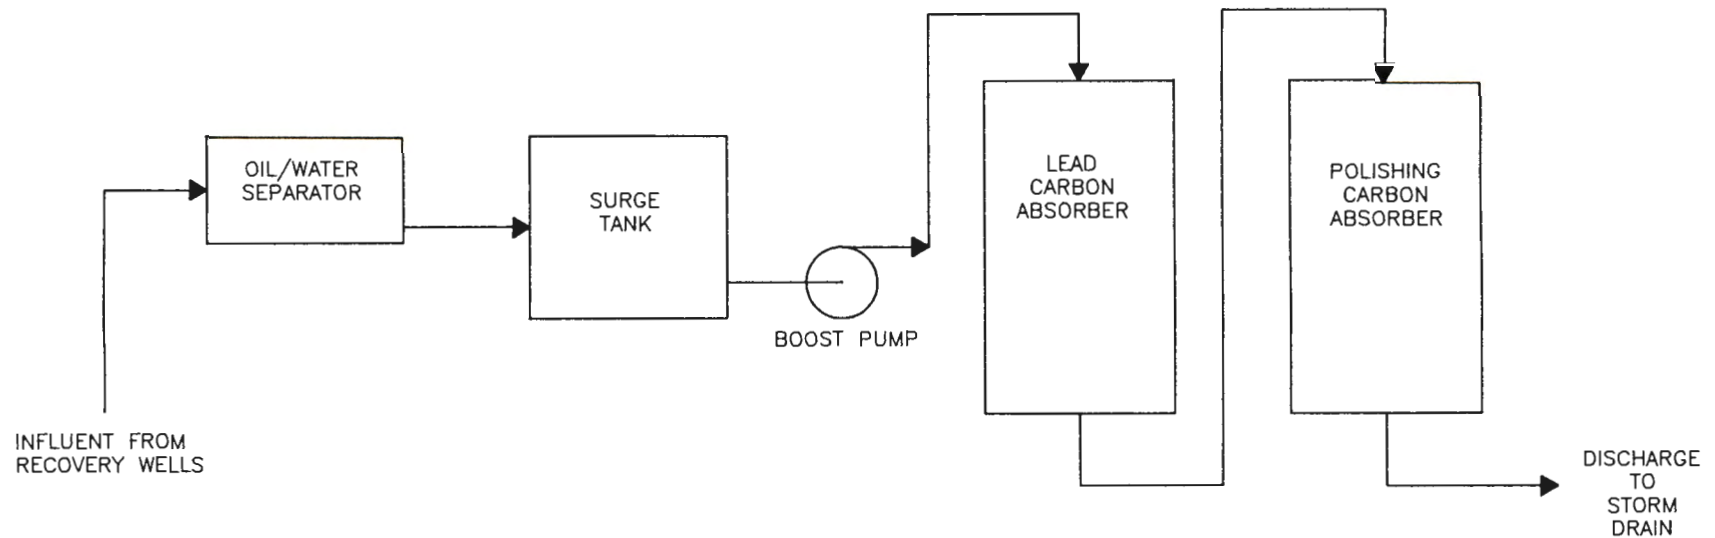 OIL/WATER
SEPARATOR
SURGE
TANK
LEAD
CARBON
ABSORBER
POLISHING
CARBON
ABSORBER
BOOST PUMP
INFLUENT FROM
RECOVERY WELLS
DISCHARGE
TO
STORM
DRAIN